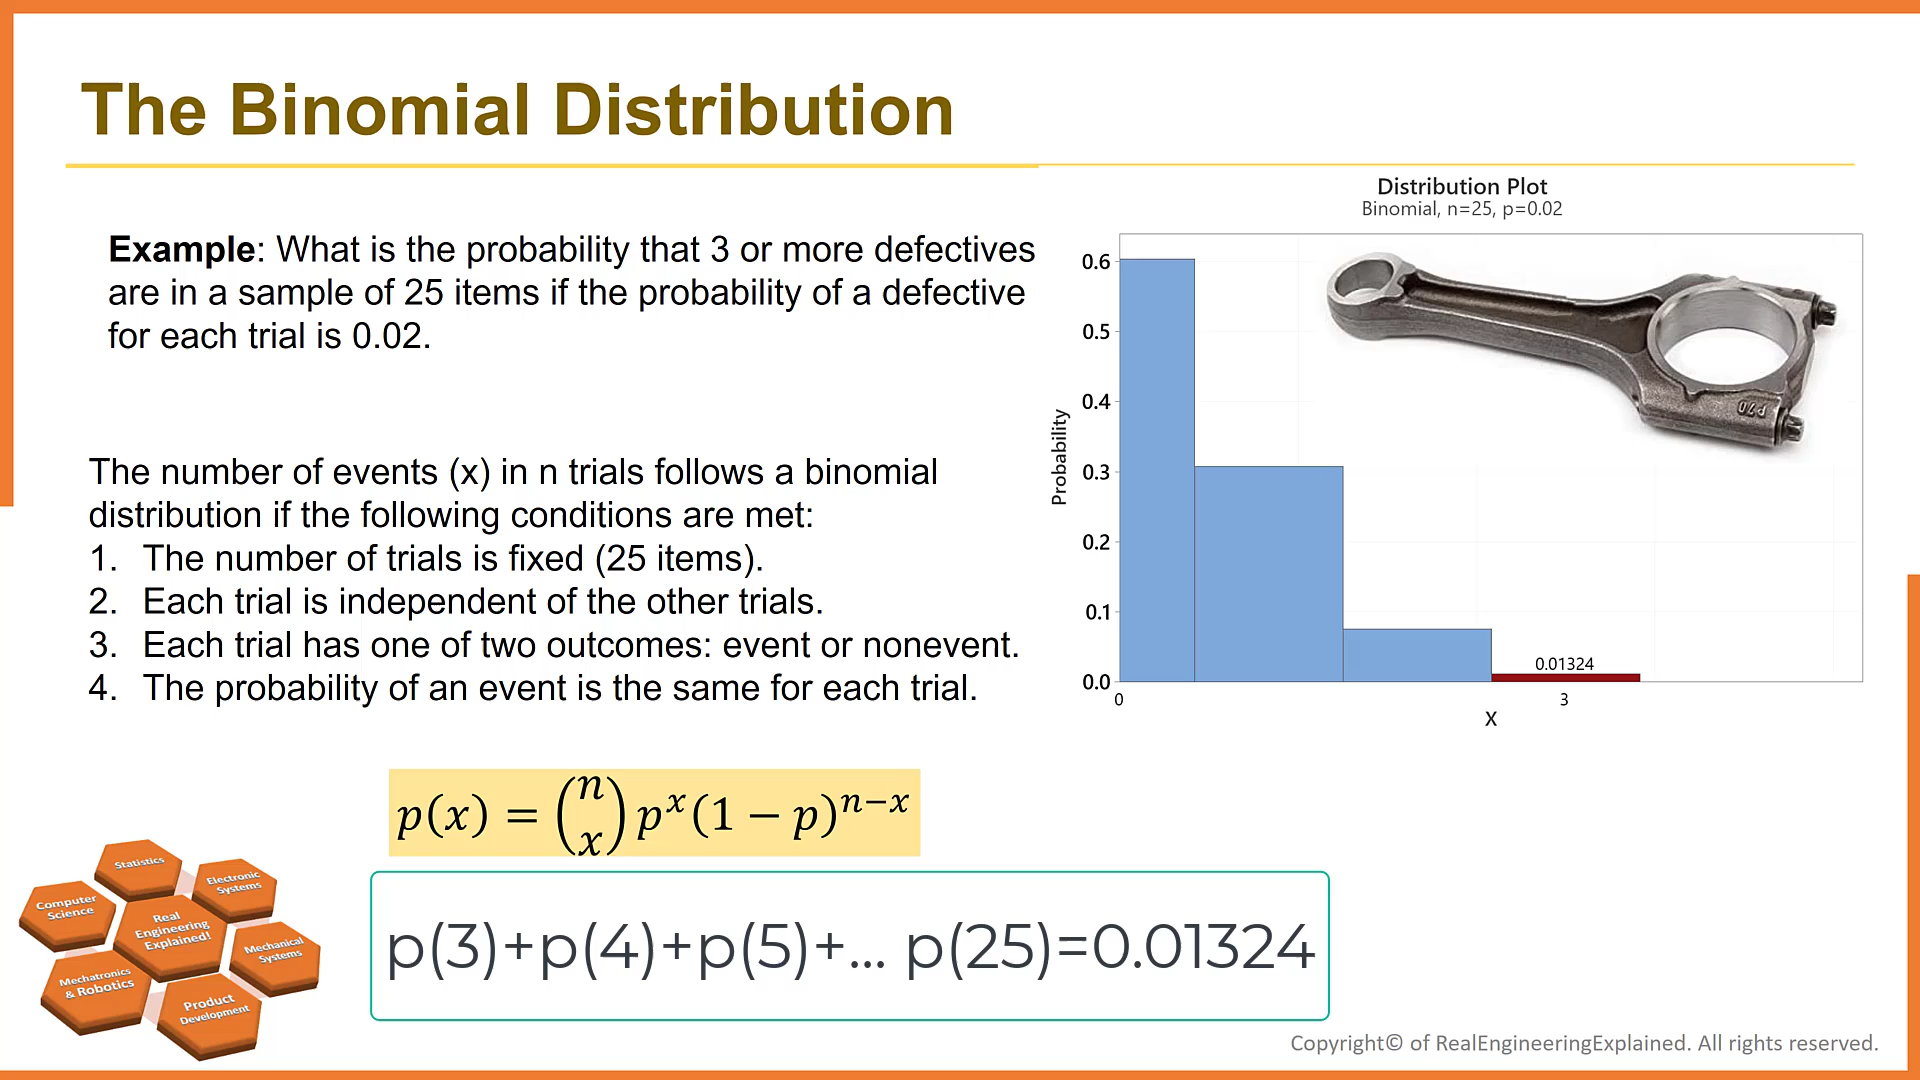 The Binomial Distribution
Example: What is the probability that 3 or more defectives
are in a sample of 25 items if the probability of a defective
for each trial is 0.02.
The number of events (x) in n trials follows a binomial
distribution if the following conditions are met:
1. The number of trials is fixed (25 items).
2. Each trial is independent of the other trials.
3. Each trial has one of two outcomes: event or nonevent.
4. The probability of an event is the same for each trial.
p(x) = (n x) p^x (1 − p)^{n−x}
p(3)+p(4)+p(5)+... p(25)=0.01324
Distribution Plot
Binomial, n=25, p=0.02
Probability
0.6
0.5
0.4
0.3
0.2
0.1
0.0
0.01324
0
3
X
Statistics
Electronic
Systems
Computer
Science
Real
Engineering
Explained!
Mechanical
Systems
Mechatronics
& Robotics
Product
Development
Copyright© of RealEngineeringExplained. All rights reserved.